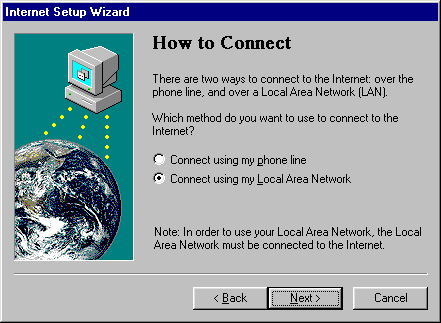 Internet Setup Wizard
How to Connect
There are two ways to connect to the Internet: over the
phone line, and over a Local Area Network (LAN).
Which method do you want to use to connect to the
Internet?
Connect using my phone line
Connect using my Local Area Network
Note: In order to use your Local Area Network, the Local
Area Network must be connected to the Internet.
< Back
Next >
Cancel